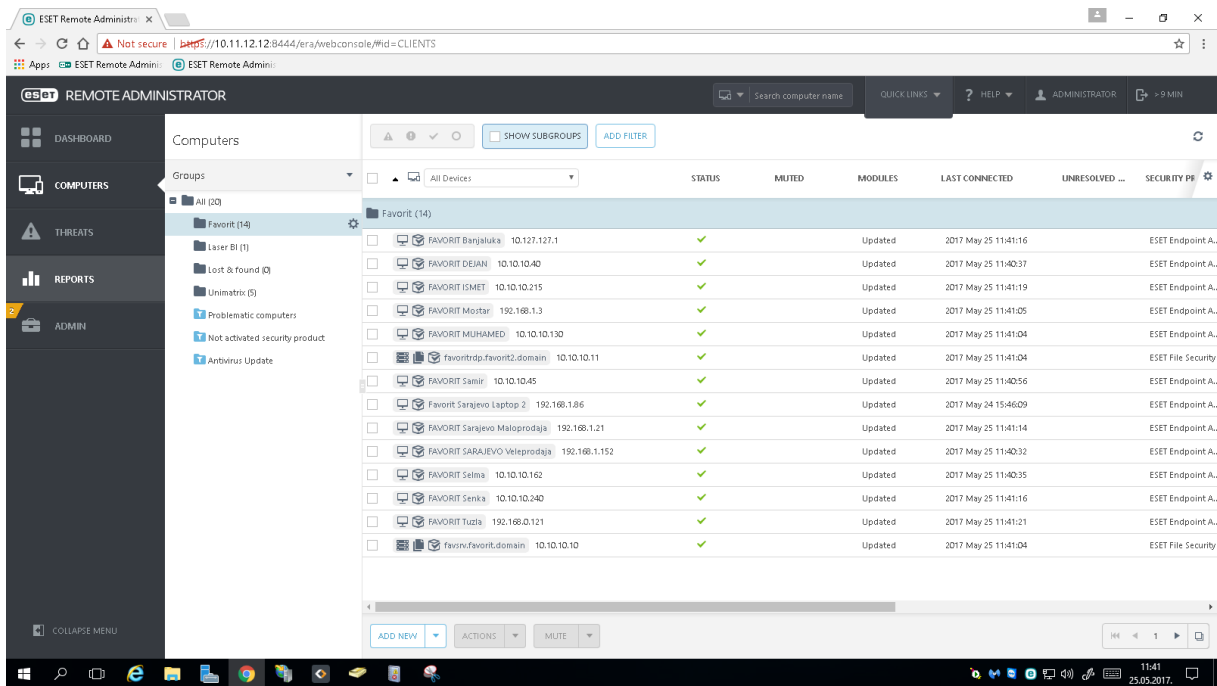 ESET Remote Administra
Not secure | https://10.11.12.12:8444/era/webconsole/#id=CLIENTS
Apps ESET Remote Adminis ESET Remote Adminis
eset REMOTE ADMINISTRATOR Search computer name QUICK LINKS ? HELP ADMINISTRATOR > 9 MIN
DASHBOARD
COMPUTERS
THREATS
REPORTS
2
ADMIN
COLLAPSE MENU
Computers
Groups
All (20)
Favorit (14)
Laser BI (1)
Lost & found (0)
Unimatrix (5)
Problematic computers
Not activated security product
Antivirus Update
SHOW SUBGROUPS ADD FILTER
All Devices STATUS MUTED MODULES LAST CONNECTED UNRESOLVED ... SECURITY PR
Favorit (14)
FAVORIT Banjaluka 10.127.127.1 Updated 2017 May 25 11:41:16 ESET Endpoint A..
FAVORIT DEJAN 10.10.10.40 Updated 2017 May 25 11:40:37 ESET Endpoint A..
FAVORIT ISMET 10.10.10.215 Updated 2017 May 25 11:41:19 ESET Endpoint A..
FAVORIT Mostar 192.168.1.3 Updated 2017 May 25 11:41:05 ESET Endpoint A..
FAVORIT MUHAMED 10.10.10.130 Updated 2017 May 25 11:41:04 ESET Endpoint A..
favoritrdp.favorit2.domain 10.10.10.11 Updated 2017 May 25 11:41:04 ESET File Security
FAVORIT Samir 10.10.10.45 Updated 2017 May 25 11:40:56 ESET Endpoint A..
Favorit Sarajevo Laptop 2 192.168.1.86 Updated 2017 May 24 15:46:09 ESET Endpoint A..
FAVORIT Sarajevo Maloprodaja 192.168.1.21 Updated 2017 May 25 11:41:14 ESET Endpoint A..
FAVORIT SARAJEVO Veleprodaja 192.168.1.152 Updated 2017 May 25 11:40:32 ESET Endpoint A..
FAVORIT Selma 10.10.10.162 Updated 2017 May 25 11:40:35 ESET Endpoint A..
FAVORIT Senka 10.10.10.240 Updated 2017 May 25 11:41:16 ESET Endpoint A..
FAVORIT Tuzla 192.168.0.121 Updated 2017 May 25 11:41:21 ESET Endpoint A..
favsrv.favorit.domain 10.10.10.10 Updated 2017 May 25 11:41:04 ESET File Security
ADD NEW ACTIONS MUTE 1
11:41
25.05.2017.